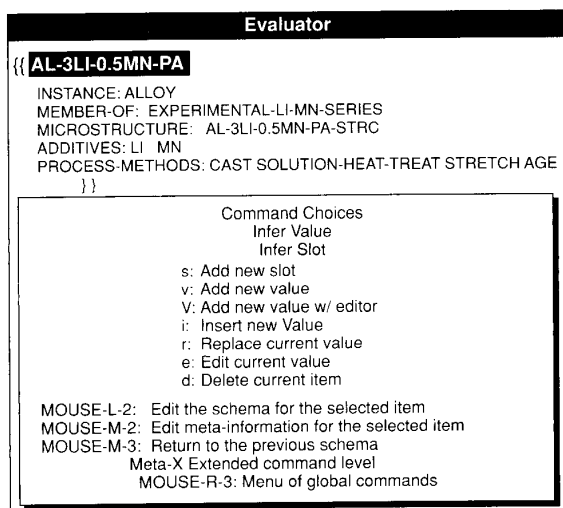 Evaluator
{{ AL-3LI-0.5MN-PA
INSTANCE: ALLOY
MEMBER-OF: EXPERIMENTAL-LI-MN-SERIES
MICROSTRUCTURE: AL-3LI-0.5MN-PA-STRC
ADDITIVES: LI MN
PROCESS-METHODS: CAST SOLUTION-HEAT-TREAT STRETCH AGE
}}
Command Choices
Infer Value
Infer Slot
s: Add new slot
v: Add new value
V: Add new value w/ editor
i: Insert new Value
r: Replace current value
e: Edit current value
d: Delete current item
MOUSE-L-2: Edit the schema for the selected item
MOUSE-M-2: Edit meta-information for the selected item
MOUSE-M-3: Return to the previous schema
Meta-X Extended command level
MOUSE-R-3: Menu of global commands